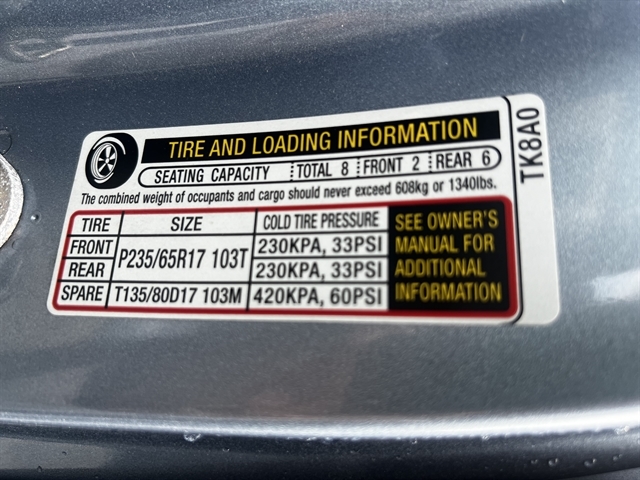 TIRE AND LOADING INFORMATION
SEATING CAPACITY TOTAL 8 FRONT 2 REAR 6
The combined weight of occupants and cargo should never exceed 608kg or 1340lbs.
TIRE SIZE COLD TIRE PRESSURE
FRONT P235/65R17 103T 230KPA, 33PSI
REAR 230KPA, 33PSI
SPARE T135/80D17 103M 420KPA, 60PSI
SEE OWNER'S
MANUAL FOR
ADDITIONAL
INFORMATION
TK8A0